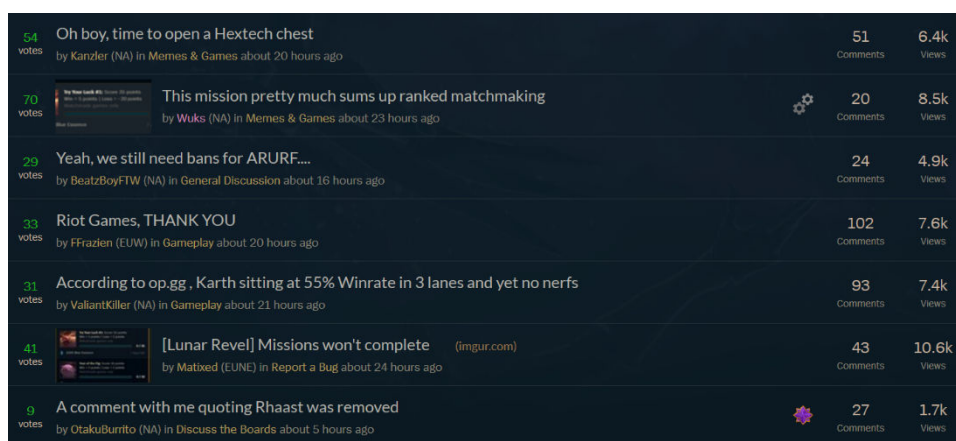 54
votes
Oh boy, time to open a Hextech chest
by Kanzler (NA) in Memes & Games about 20 hours ago
51
Comments
6.4k
Views
70
votes
This mission pretty much sums up ranked matchmaking
by Wuks (NA) in Memes & Games about 23 hours ago
20
Comments
8.5k
Views
29
votes
Yeah, we still need bans for ARURF....
by BeatzBoyFTW (NA) in General Discussion about 16 hours ago
24
Comments
4.9k
Views
33
votes
Riot Games, THANK YOU
by FFrazien (EUW) in Gameplay about 20 hours ago
102
Comments
7.6k
Views
31
votes
According to op.gg , Karth sitting at 55% Winrate in 3 lanes and yet no nerfs
by ValiantKiller (NA) in Gameplay about 21 hours ago
93
Comments
7.4k
Views
41
votes
[Lunar Revel] Missions won't complete (imgur.com)
by Matixed (EUNE) in Report a Bug about 24 hours ago
43
Comments
10.6k
Views
9
votes
A comment with me quoting Rhaast was removed
by OtakuBurrito (NA) in Discuss the Boards about 5 hours ago
27
Comments
1.7k
Views